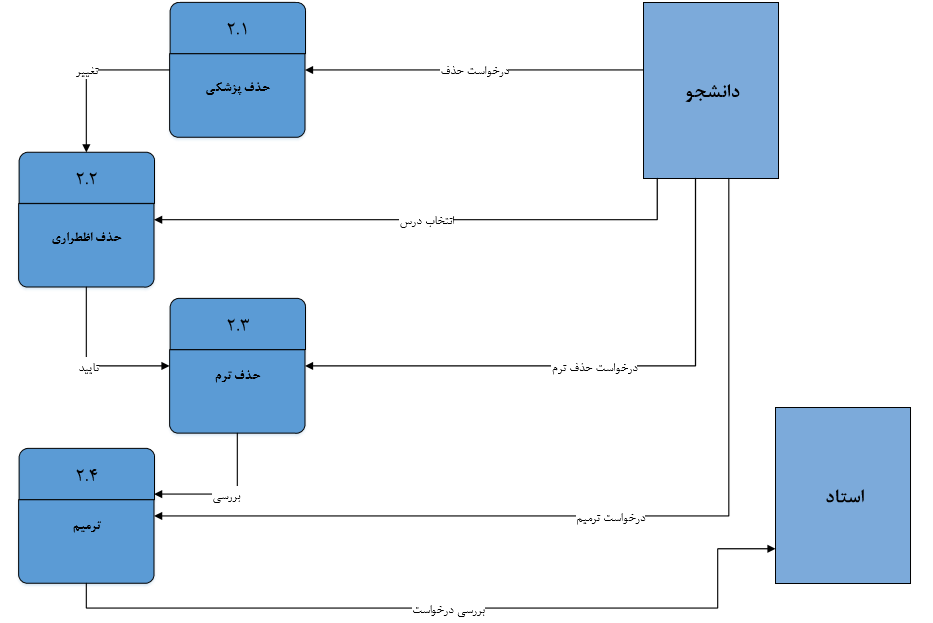 ۲.۱
حذف پزشکی
دانشجو
درخواست حذف
تغییر
۲.۲
حذف اظطراری
انتخاب درس
۲.۳
حذف ترم
درخواست حذف ترم
تایید
۲.۴
ترمیم
بررسی
درخواست ترمیم
استاد
بررسی درخواست